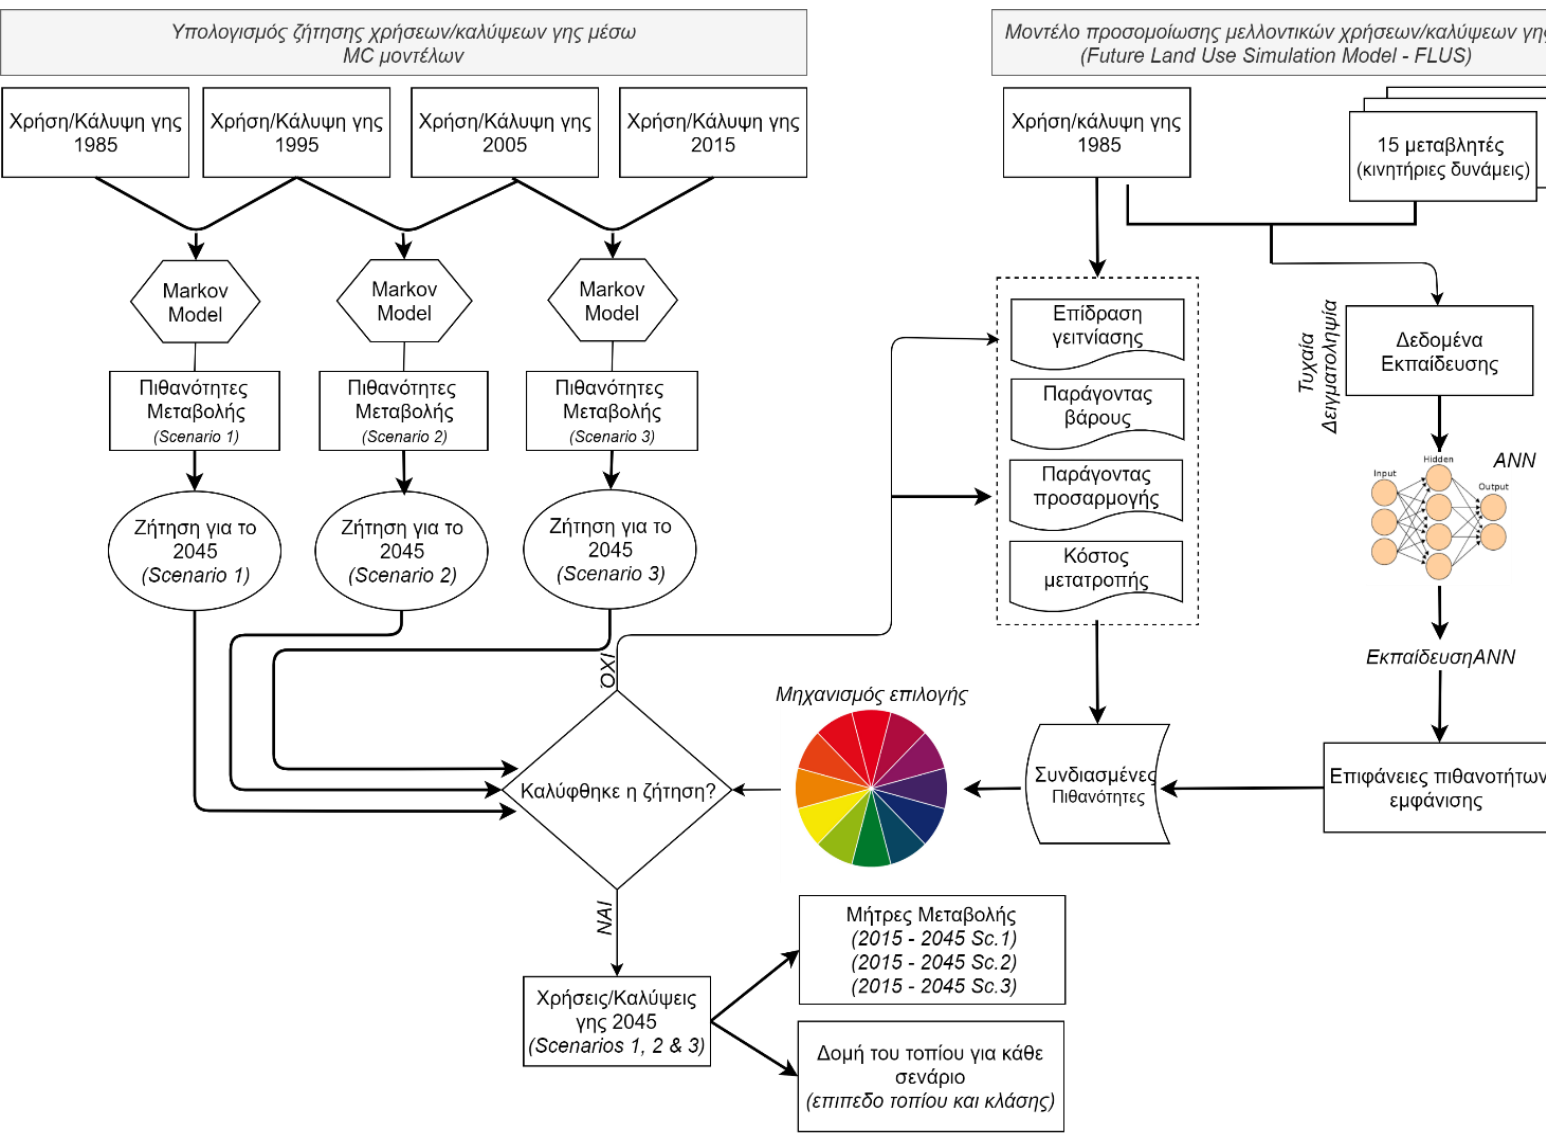 Υπολογισμός ζήτησης χρήσεων/καλύψεων γης μέσω
MC μοντέλων
Μοντέλο προσομοίωσης μελλοντικών χρήσεων/καλύψεων γης
(Future Land Use Simulation Model - FLUS)
Χρήση/Κάλυψη γης
1985
Χρήση/Κάλυψη γης
1995
Χρήση/Κάλυψη γης
2005
Χρήση/Κάλυψη γης
2015
Χρήση/κάλυψη γης
1985
15 μεταβλητές
(κινητήριες δυνάμεις)
Markov
Model
Markov
Model
Markov
Model
Πιθανότητες
Μεταβολής
(Scenario 1)
Πιθανότητες
Μεταβολής
(Scenario 2)
Πιθανότητες
Μεταβολής
(Scenario 3)
Ζήτηση για το
2045
(Scenario 1)
Ζήτηση για το
2045
(Scenario 2)
Ζήτηση για το
2045
(Scenario 3)
Επίδραση
γειτνίασης
Παράγοντας
βάρους
Παράγοντας
προσαρμογής
Κόστος
μετατροπής
Τυχαία
Δειγματοληψία
Δεδομένα
Εκπαίδευσης
Input
Hidden
Output
ANN
ΕκπαίδευσηANN
Επιφάνειες πιθανοτήτων
εμφάνισης
Συνδιασμένες
Πιθανότητες
Μηχανισμός επιλογής
ΌΧΙ
Καλύφθηκε η ζήτηση?
ΝΑΙ
Χρήσεις/Καλύψεις
γης 2045
(Scenarios 1, 2 & 3)
Μήτρες Μεταβολής
(2015 - 2045 Sc.1)
(2015 - 2045 Sc.2)
(2015 - 2045 Sc.3)
Δομή του τοπίου για κάθε
σενάριο
(επιπεδο τοπίου και κλάσης)